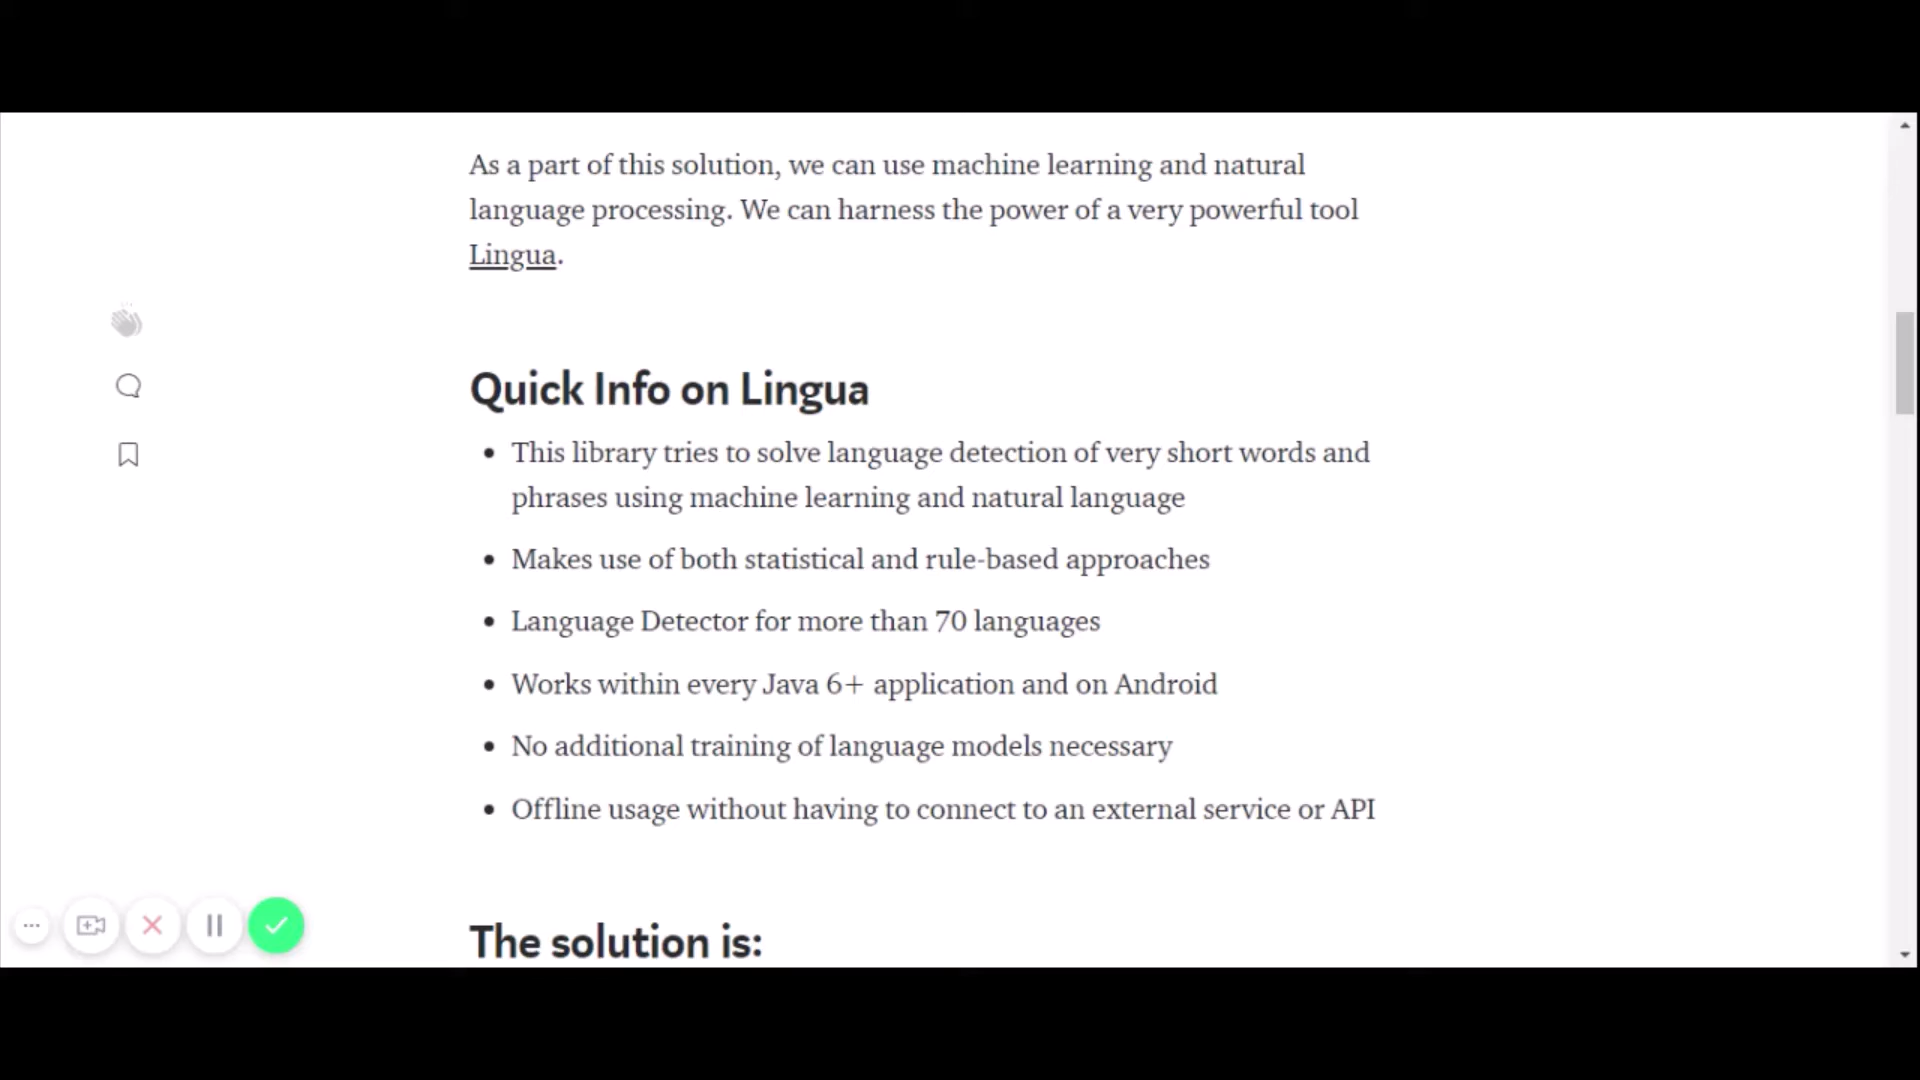 As a part of this solution, we can use machine learning and natural
language processing. We can harness the power of a very powerful tool
Lingua.
Quick Info on Lingua
• This library tries to solve language detection of very short words and
phrases using machine learning and natural language
• Makes use of both statistical and rule-based approaches
• Language Detector for more than 70 languages
• Works within every Java 6+ application and on Android
• No additional training of language models necessary
• Offline usage without having to connect to an external service or API
The solution is: